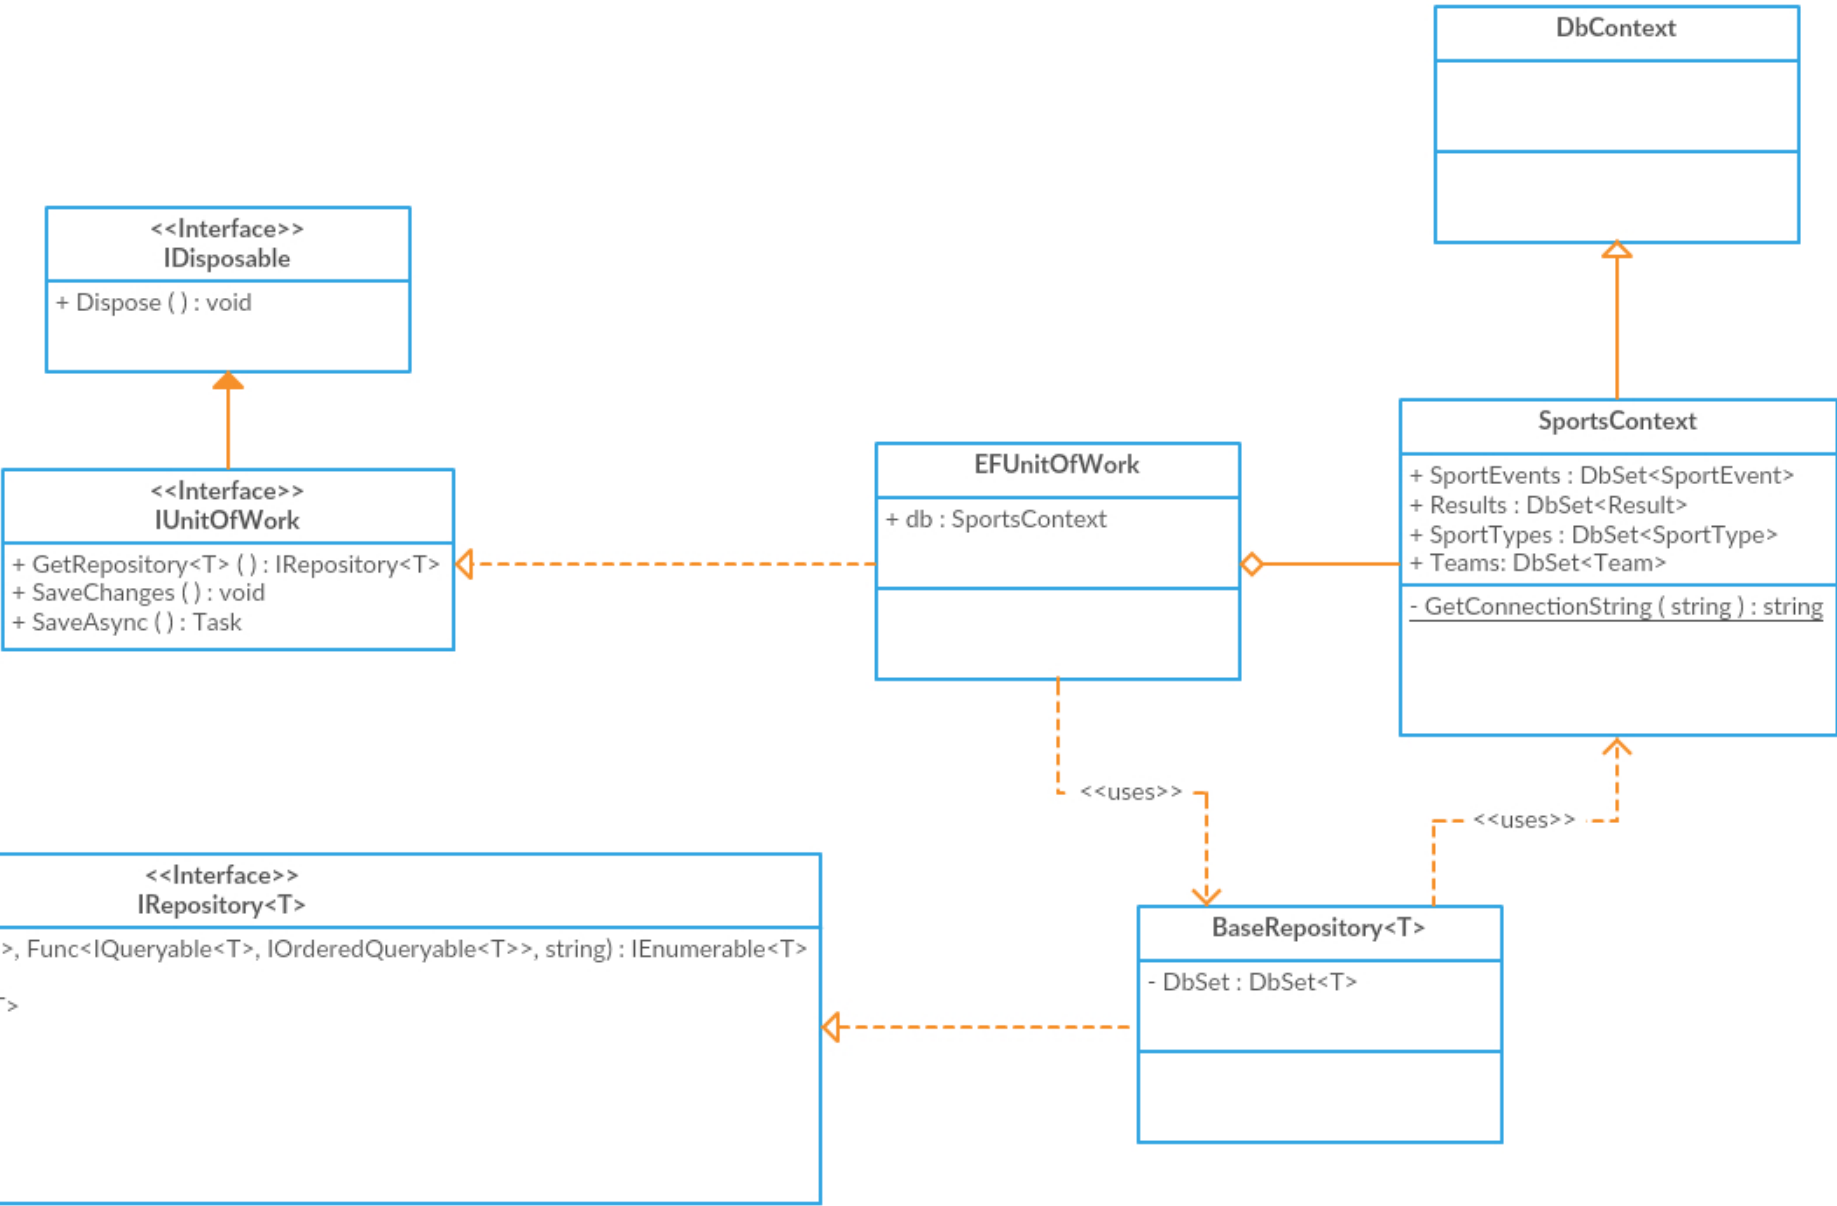 DbContext
<<Interface>>
IDisposable
+ Dispose ( ) : void
<<Interface>>
IUnitOfWork
+ GetRepository<T> ( ) : IRepository<T>
+ SaveChanges ( ) : void
+ SaveAsync ( ) : Task
EFUnitOfWork
+ db : SportsContext
SportsContext
+ SportEvents : DbSet<SportEvent>
+ Results : DbSet<Result>
+ SportTypes : DbSet<SportType>
+ Teams: DbSet<Team>
- GetConnectionString ( string ) : string
<<uses>>
<<uses>>
<<Interface>>
IRepository<T>
>, Func<IQueryable<T>, IOrderedQueryable<T>>, string) : IEnumerable<T>
T>
BaseRepository<T>
- DbSet : DbSet<T>